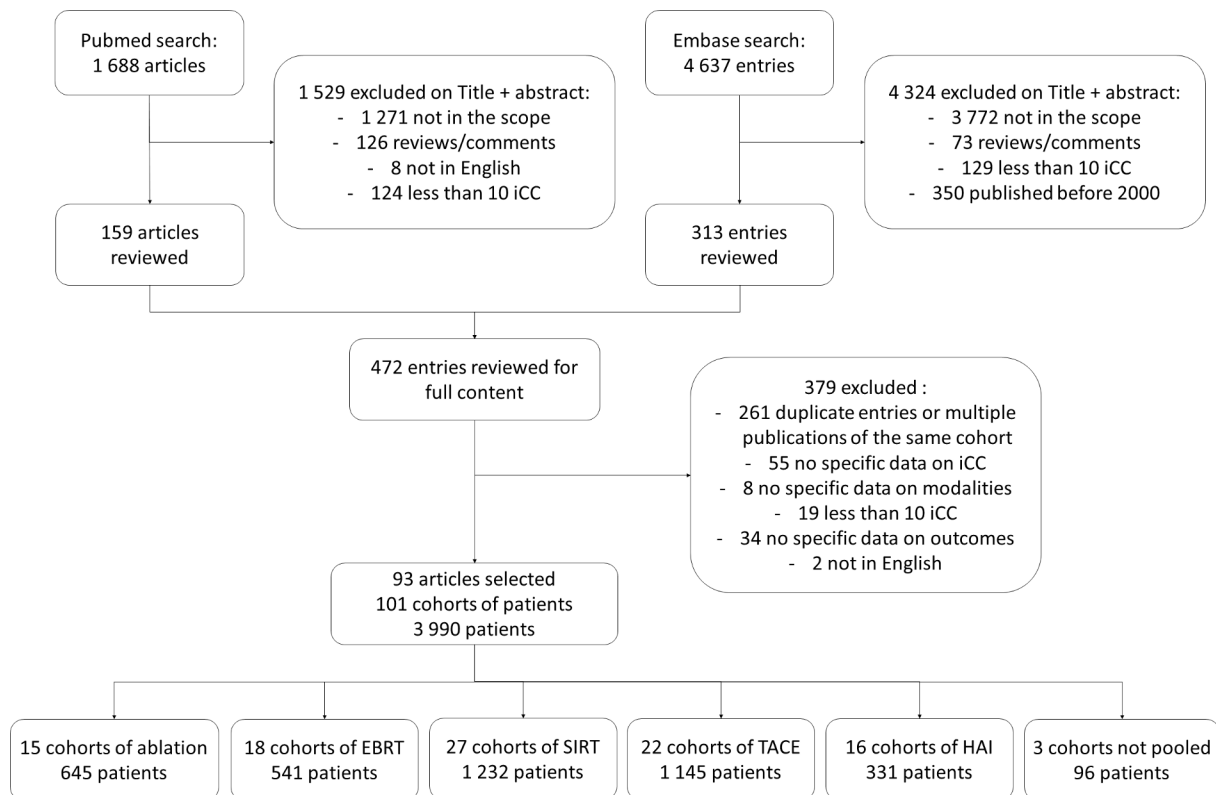 Pubmed search:
1 688 articles
1 529 excluded on Title + abstract:
- 1 271 not in the scope
- 126 reviews/comments
- 8 not in English
- 124 less than 10 iCC
159 articles
reviewed
Embase search:
4 637 entries
4 324 excluded on Title + abstract:
- 3 772 not in the scope
- 73 reviews/comments
- 129 less than 10 iCC
- 350 published before 2000
313 entries
reviewed
472 entries reviewed for
full content
379 excluded :
- 261 duplicate entries or multiple
publications of the same cohort
- 55 no specific data on iCC
- 8 no specific data on modalities
- 19 less than 10 iCC
- 34 no specific data on outcomes
- 2 not in English
93 articles selected
101 cohorts of patients
3 990 patients
15 cohorts of ablation
645 patients
18 cohorts of EBRT
541 patients
27 cohorts of SIRT
1 232 patients
22 cohorts of TACE
1 145 patients
16 cohorts of HAI
331 patients
3 cohorts not pooled
96 patients